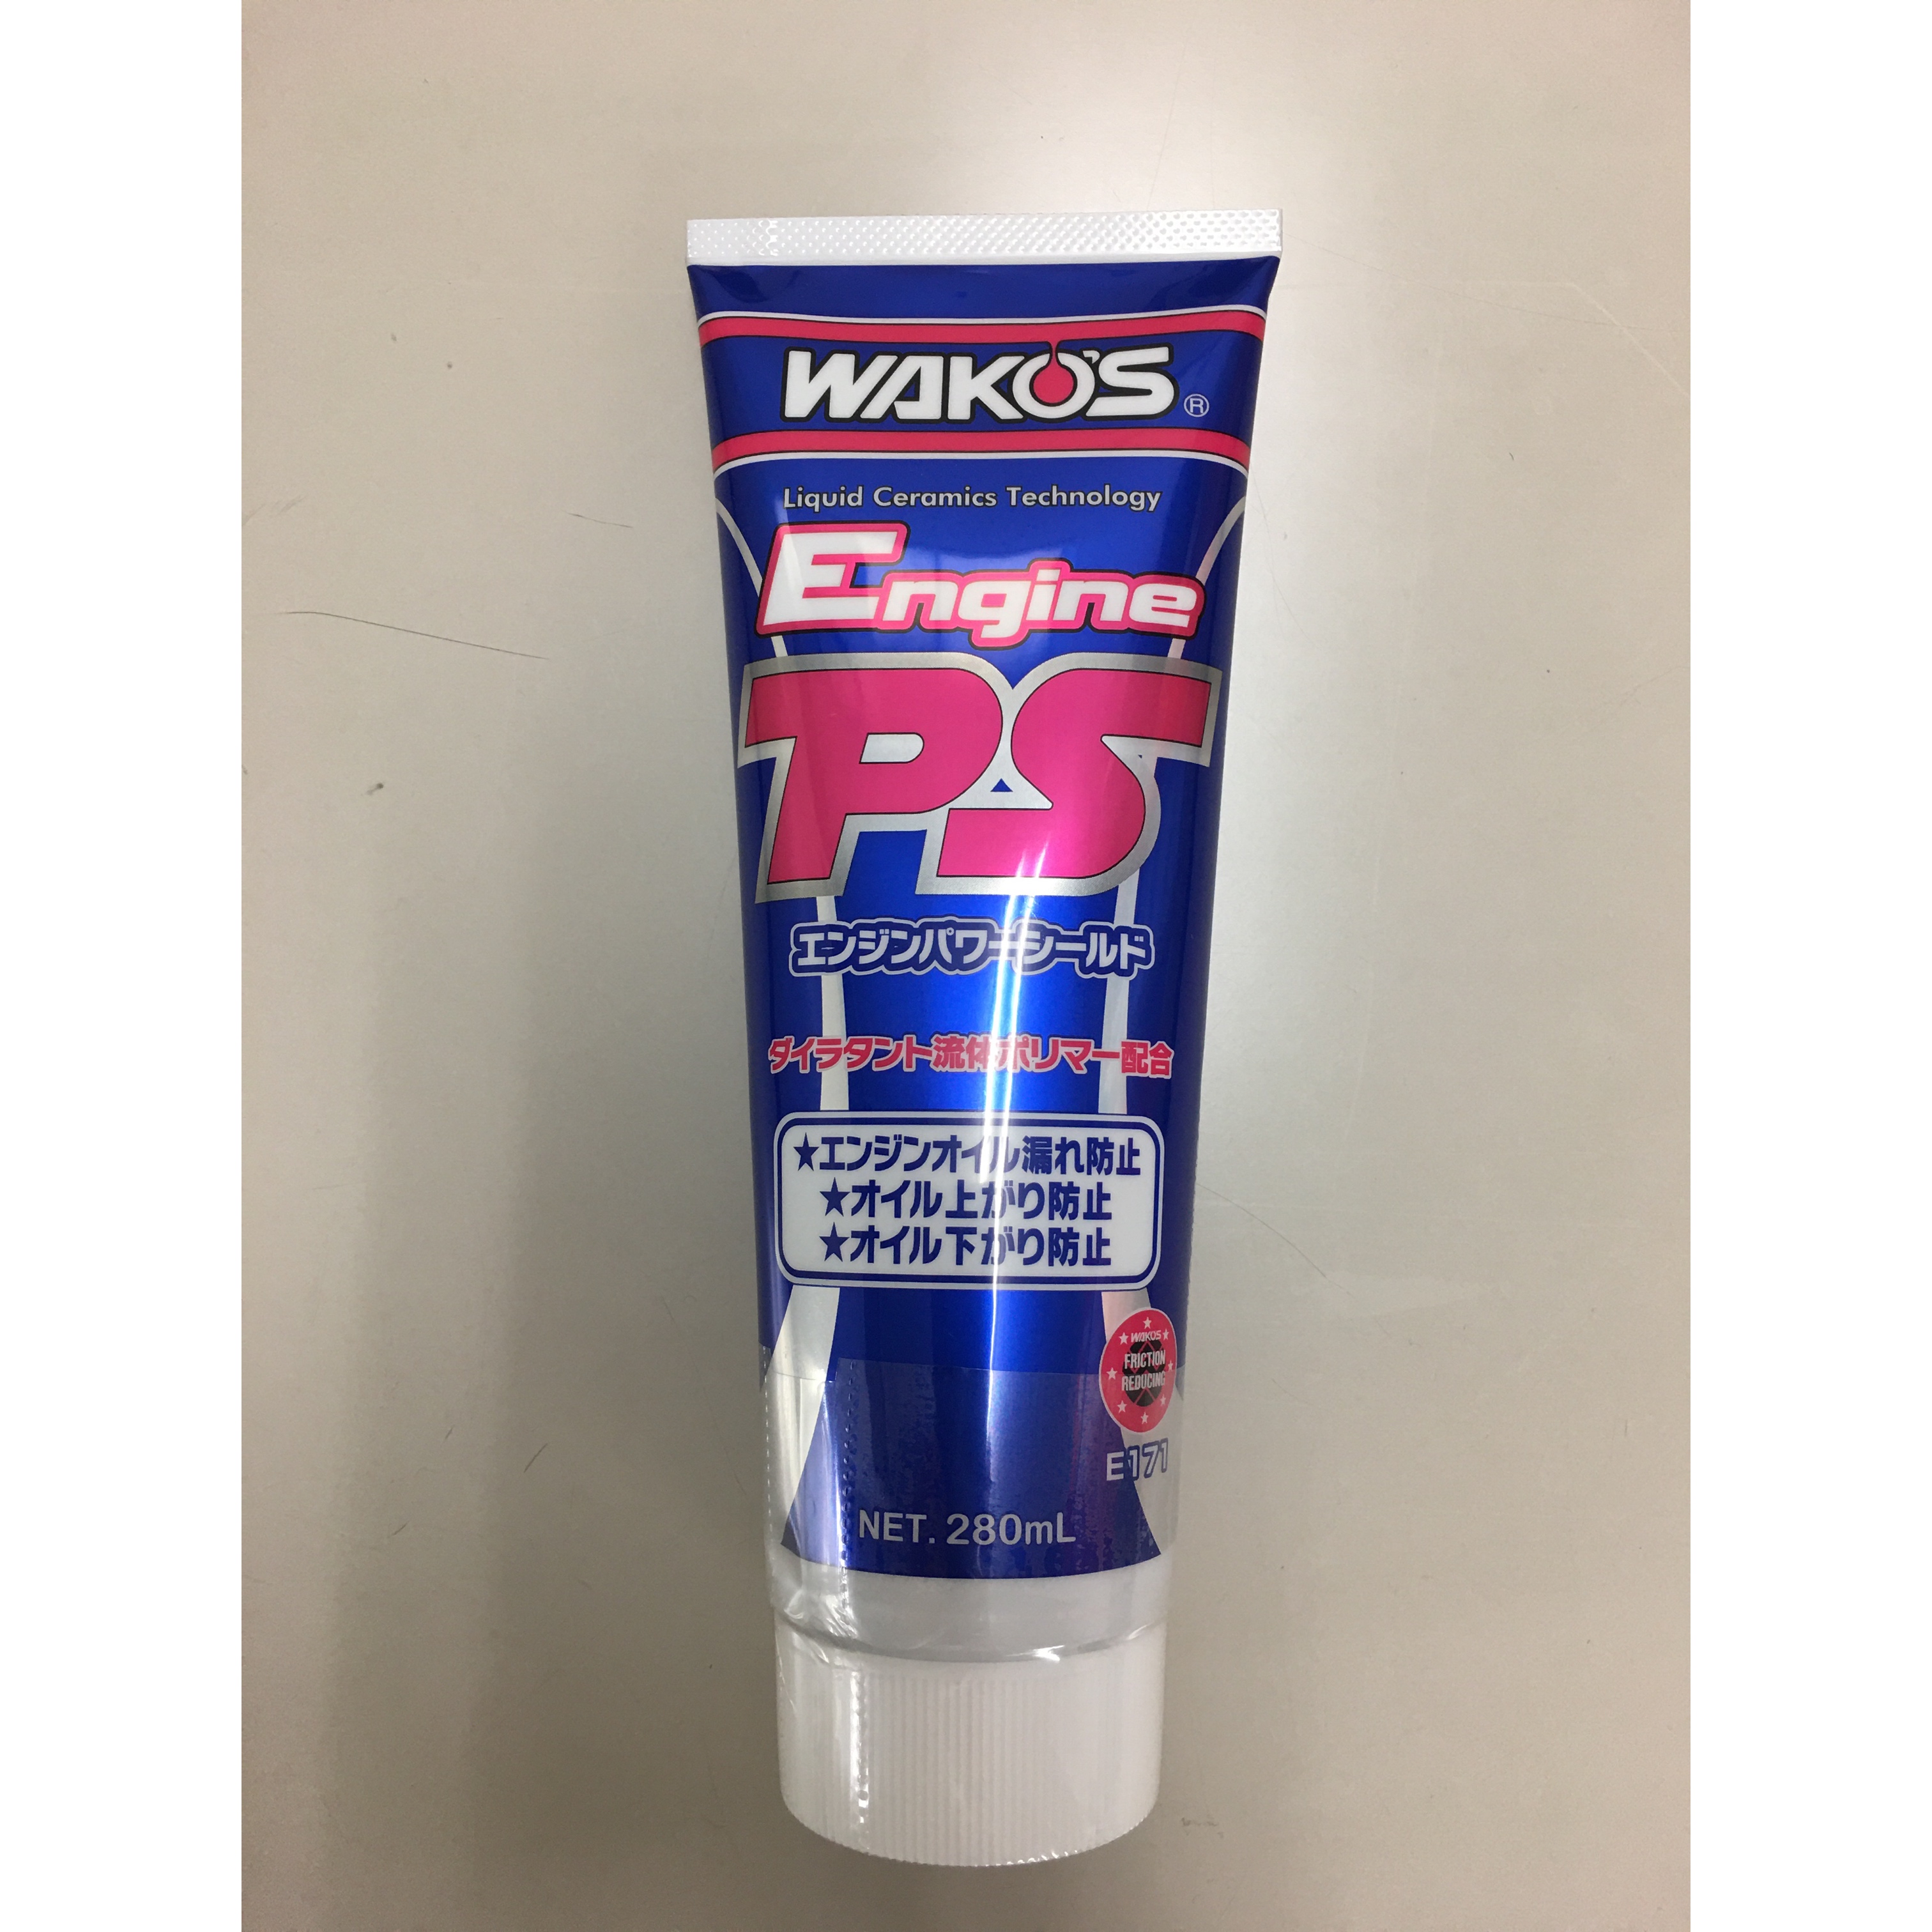 WAKO'S ®
Liquid Ceramics Technology
Engine
PS
エンジンパワーシールド
ダイラタント流体ポリマー配合
★エンジンオイル漏れ防止
★オイル上がり防止
★オイル下がり防止
WAKO'S
FRICTION
REDUCING
E171
NET. 280mL